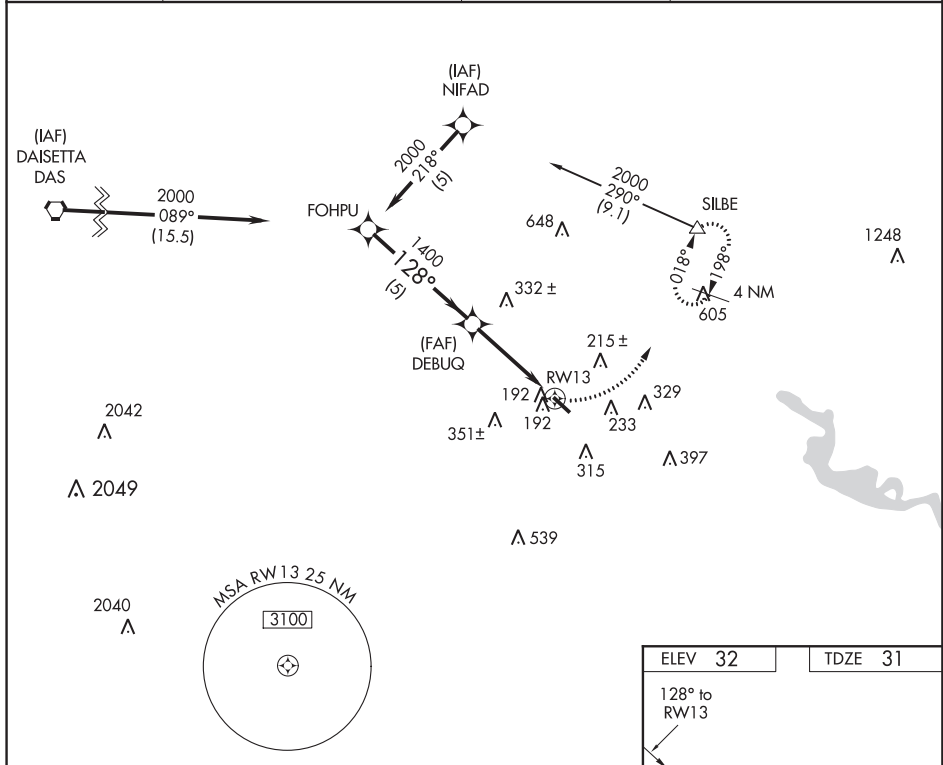 (IAF)
NIFAD
(IAF)
DAISETTA
DAS
2000
089°
(15.5)
2000
218°
(5)
FOHPU
2000
290°
(9.1)
SILBE
648
1248
018°
198°
4 NM
605
1400
128°
(5)
332 ±
(FAF)
DEBUQ
215 ±
RW13
192
192
329
233
351±
315
397
2042
2049
539
2040
MSA RW13 25 NM
3100
ELEV 32
TDZE 31
128° to
RW13